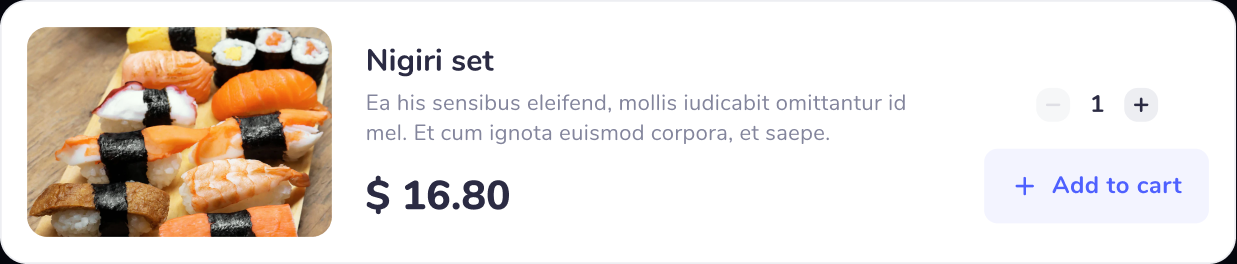 Nigiri set
Ea his sensibus eleifend, mollis iudicabit omittantur id
mel. Et cum ignota euismod corpora, et saepe.
$ 16.80
− 1 +
+ Add to cart